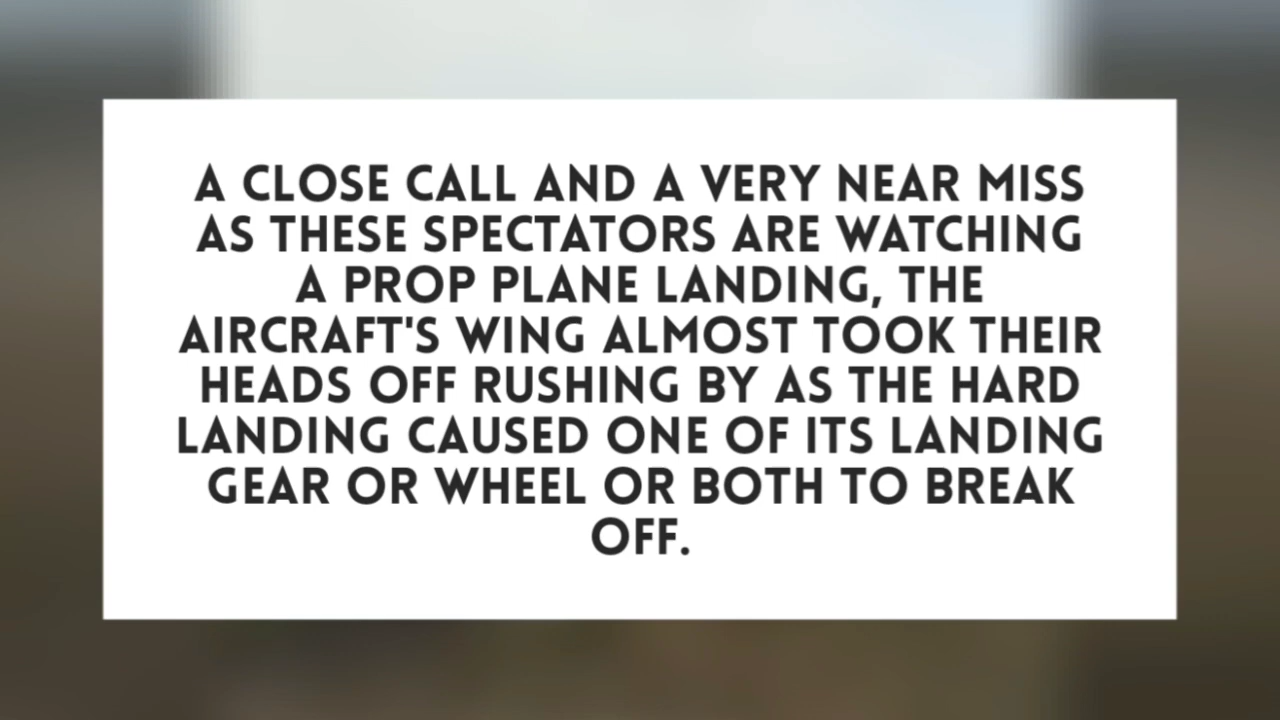 A CLOSE CALL AND A VERY NEAR MISS
AS THESE SPECTATORS ARE WATCHING
A PROP PLANE LANDING, THE
AIRCRAFT'S WING ALMOST TOOK THEIR
HEADS OFF RUSHING BY AS THE HARD
LANDING CAUSED ONE OF ITS LANDING
GEAR OR WHEEL OR BOTH TO BREAK
OFF.